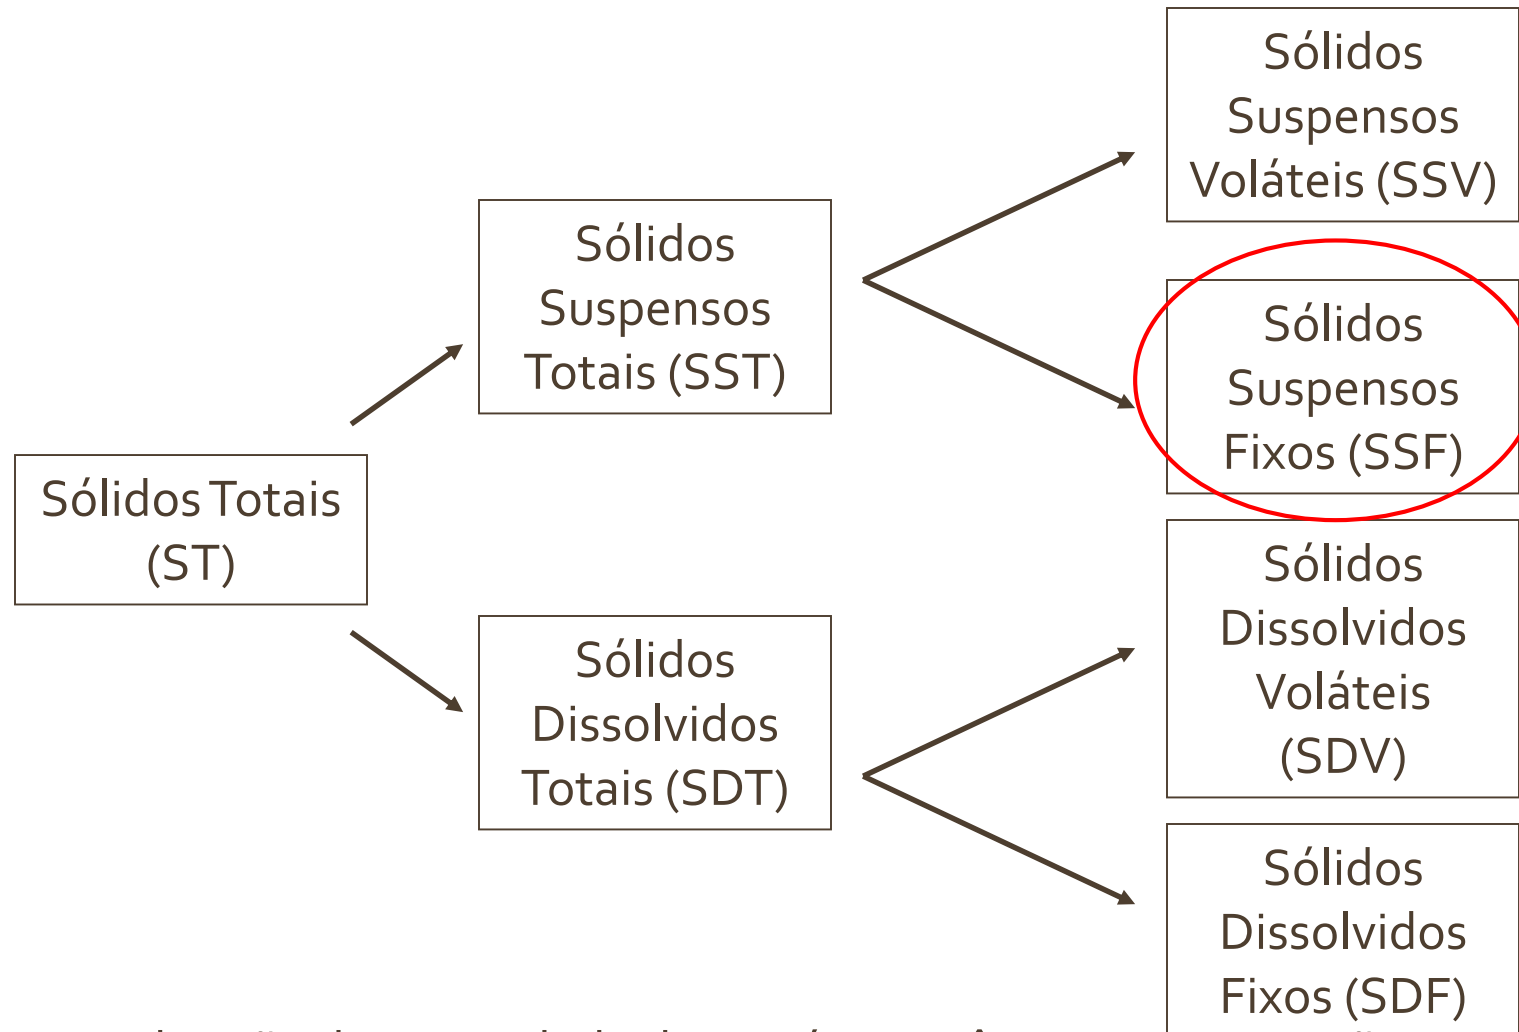 Sólidos
Suspensos
Voláteis (SSV)
Sólidos
Suspensos
Totais (SST)
Sólidos
Suspensos
Fixos (SSF)
Sólidos Totais
(ST)
Sólidos
Dissolvidos
Voláteis
(SDV)
Sólidos
Dissolvidos
Totais (SDT)
Sólidos
Dissolvidos
Fixos (SDF)